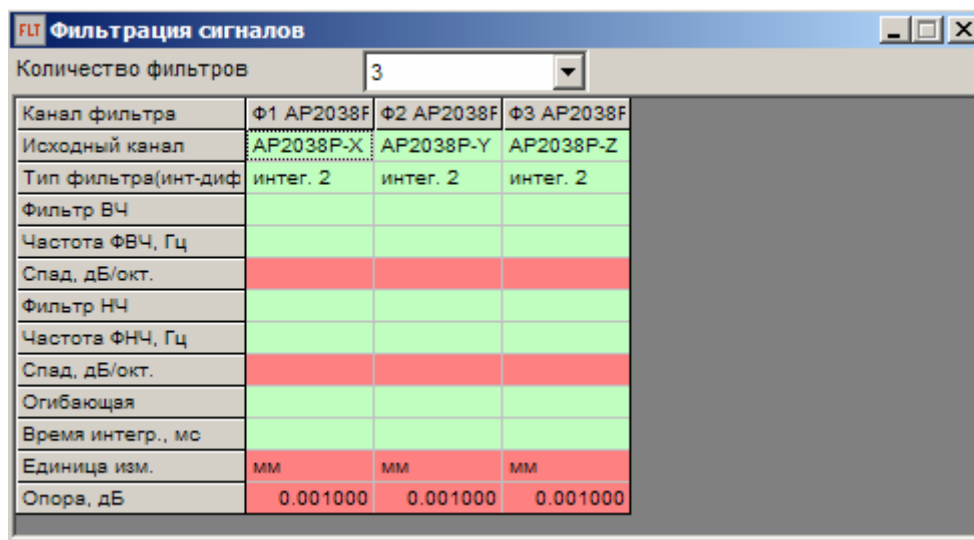 FLT Фильтрация сигналов
Количество фильтров 3
Канал фильтра Ф1 AP2038F Ф2 AP2038F Ф3 AP2038F
Исходный канал AP2038P-X AP2038P-Y AP2038P-Z
Тип фильтра(инт-диф интег. 2 интег. 2 интег. 2
Фильтр ВЧ
Частота ФВЧ, Гц
Спад, дБ/окт.
Фильтр НЧ
Частота ФНЧ, Гц
Спад, дБ/окт.
Огибающая
Время интегр., мс
Единица изм. мм мм мм
Опора, дБ 0.001000 0.001000 0.001000